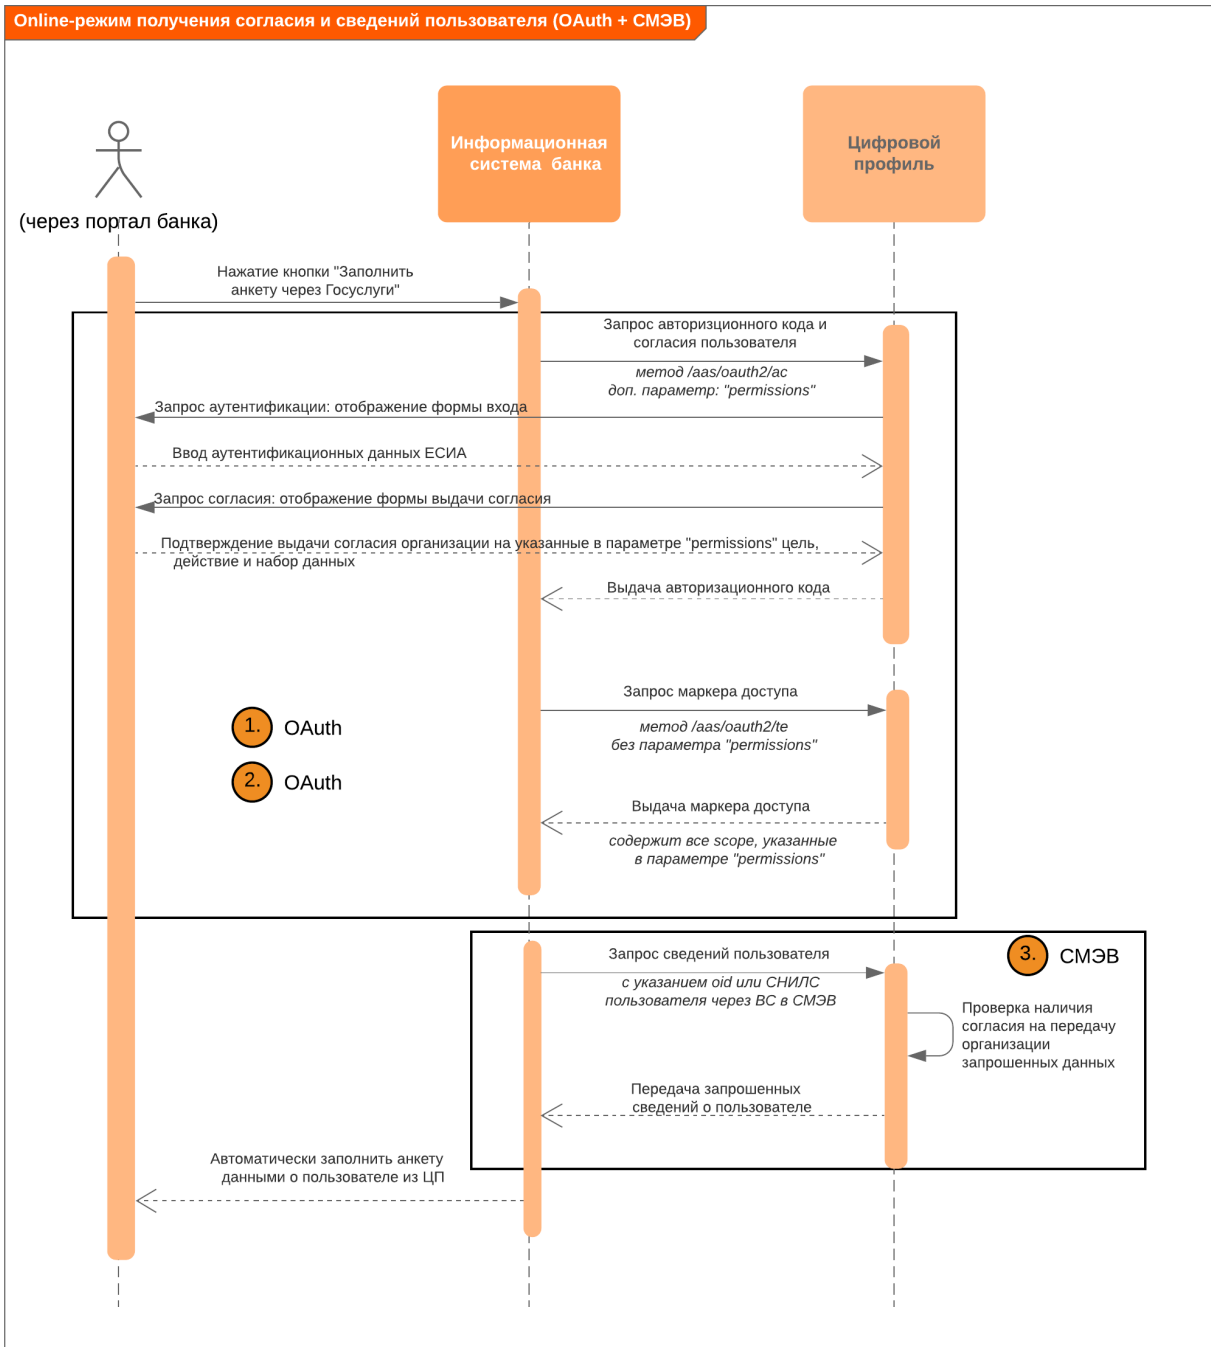 Online-режим получения согласия и сведений пользователя (OAuth + СМЭВ)
Информационная
система банка
Цифровой
профиль
(через портал банка)
Нажатие кнопки "Заполнить
анкету через Госуслуги"
Запрос авторизционного кода и
согласия пользователя
метод /aas/oauth2/ac
доп. параметр: "permissions"
Запрос аутентификации: отображение формы входа
Ввод аутентификационных данных ЕСИА
Запрос согласия: отображение формы выдачи согласия
Подтверждение выдачи согласия организации на указанные в параметре "permissions" цель,
действие и набор данных
Выдача авторизационного кода
Запрос маркера доступа
метод /aas/oauth2/te
без параметра "permissions"
1. OAuth
2. OAuth
Выдача маркера доступа
содержит все scope, указанные
в параметре "permissions"
3. СМЭВ
Запрос сведений пользователя
с указанием oid или СНИЛС
пользователя через ВС в СМЭВ
Проверка наличия
согласия на передачу
организации
запрошенных данных
Передача запрошенных
сведений о пользователе
Автоматически заполнить анкету
данными о пользователе из ЦП